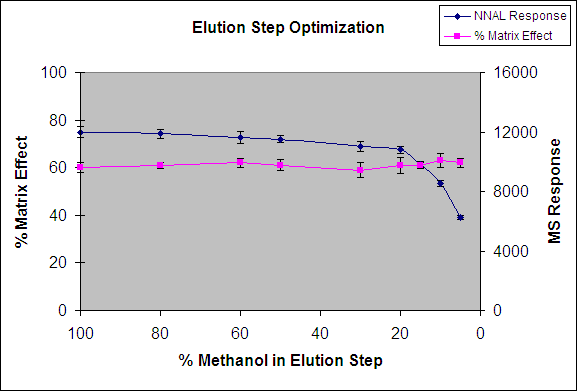 Elution Step Optimization
NNAL Response
% Matrix Effect
% Matrix Effect
100
80
60
40
20
0
16000
12000
8000
4000
0
MS Response
100 80 60 40 20 0
% Methanol in Elution Step